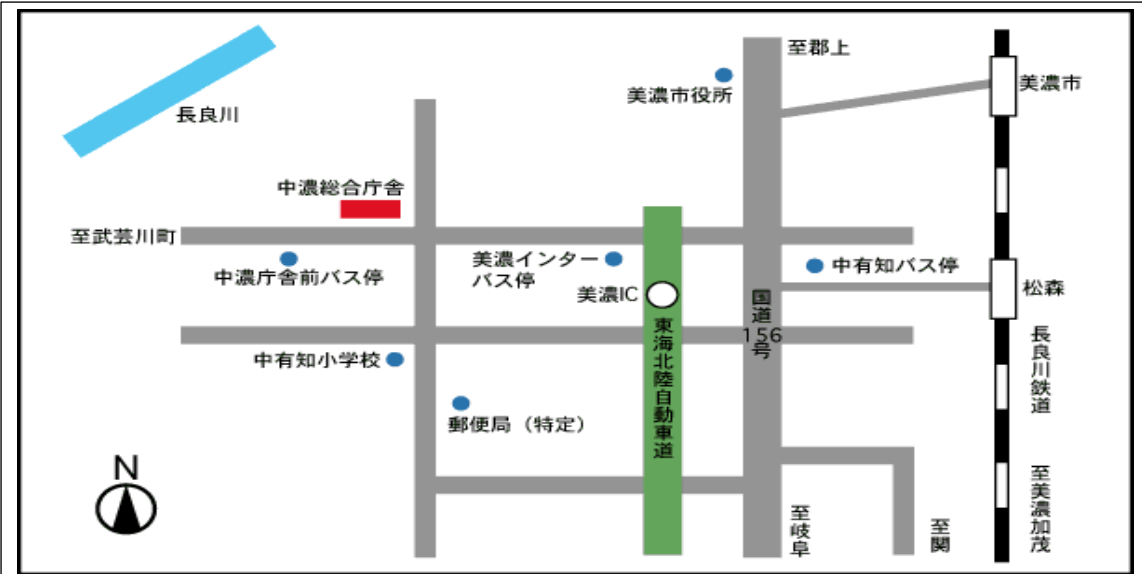 至郡上
美濃市役所
美濃市
長良川
中濃総合庁舎
至武芸川町
美濃インター
バス停
中有知バス停
中濃庁舎前バス停
美濃IC
松森
国道
156
号
東海北陸自動車道
長良川鉄道
中有知小学校
郵便局（特定）
N
至岐阜
至関
至美濃加茂